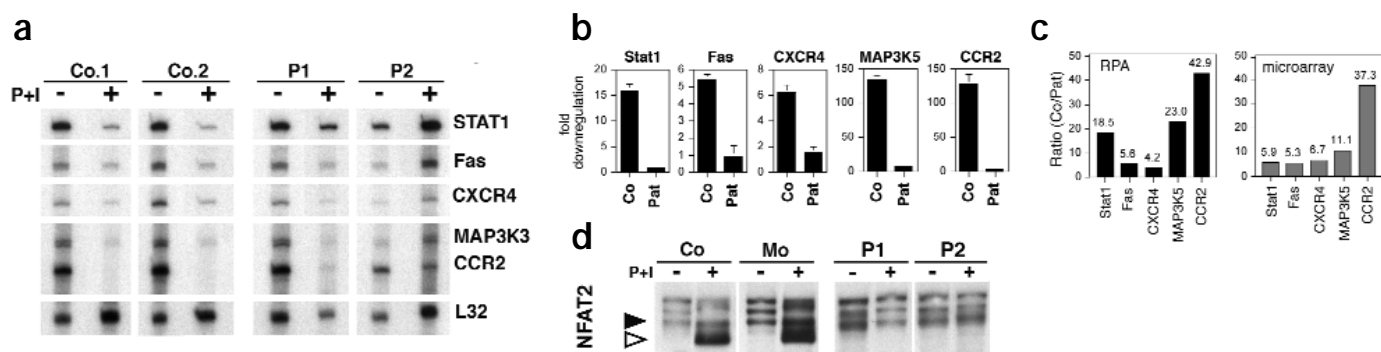 a
Co.1 Co.2 P1 P2
P+I - + - + - + - +
STAT1
Fas
CXCR4
MAP3K3
CCR2
L32
b
Stat1 Fas CXCR4 MAP3K5 CCR2
fold
downregulation
20 15 10 5 0
6 5 4 3 2 1 0
8 6 4 2 0
150 100 50 0
150 100 50 0
Co Pat Co Pat Co Pat Co Pat Co Pat
c
Ratio (Co/Pat)
50 40 30 20 10 0
RPA
18.5 5.6 4.2 23.0 42.9
Stat1 Fas CXCR4 MAP3K5 CCR2
50 40 30 20 10 0
microarray
5.9 5.3 6.7 11.1 37.3
Stat1 Fas CXCR4 MAP3K5 CCR2
d
Co Mo P1 P2
P+I - + - + - + - +
NFAT2